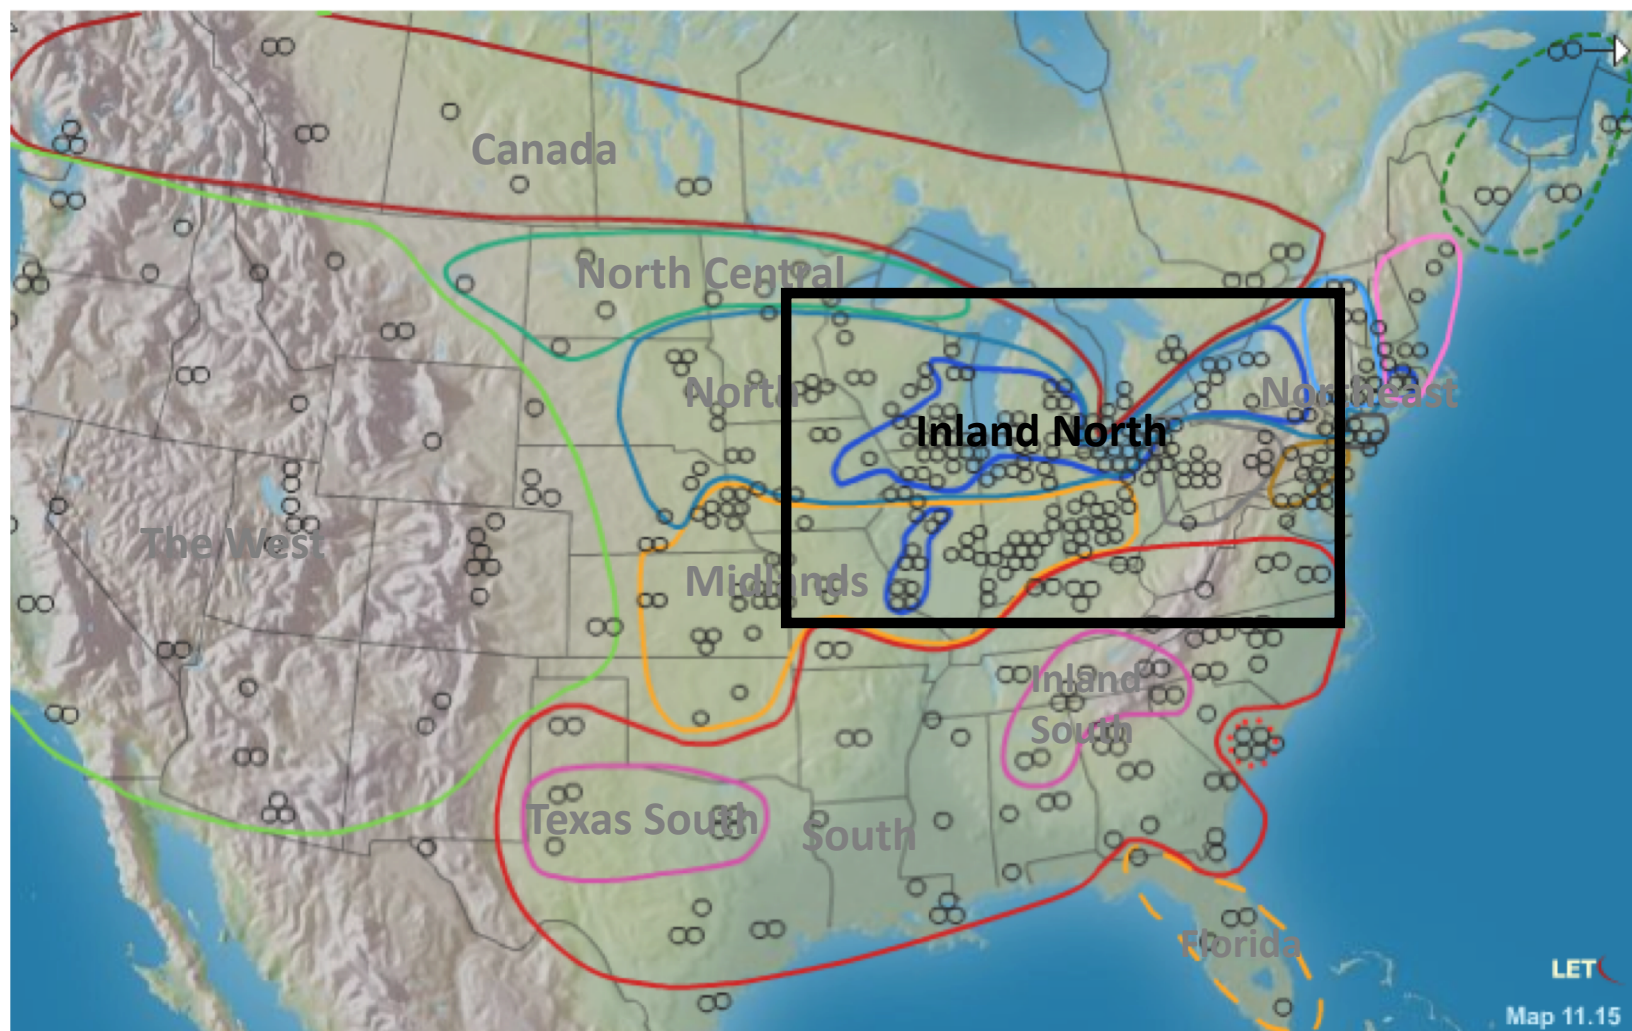 Canada
North Central
North
Northeast
Inland North
The West
Midlands
Inland
South
Texas South
South
Florida
LET
Map 11.15